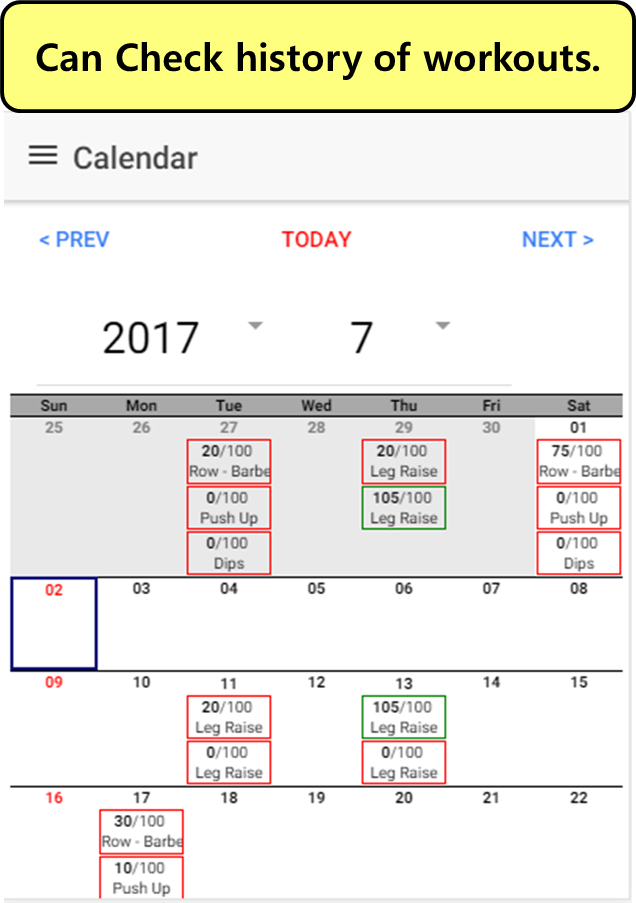 Can Check history of workouts.
Calendar
< PREV TODAY NEXT >
2017 7
Sun Mon Tue Wed Thu Fri Sat
25 26 27 28 29 30 01
20/100 20/100 75/100
Row - Barbe Leg Raise Row - Barbe
0/100 105/100 0/100
Push Up Leg Raise Push Up
0/100 0/100
Dips Dips
02 03 04 05 06 07 08
09 10 11 12 13 14 15
20/100 105/100
Leg Raise Leg Raise
0/100 0/100
Leg Raise Leg Raise
16 17 18 19 20 21 22
30/100
Row - Barbe
10/100
Push Up